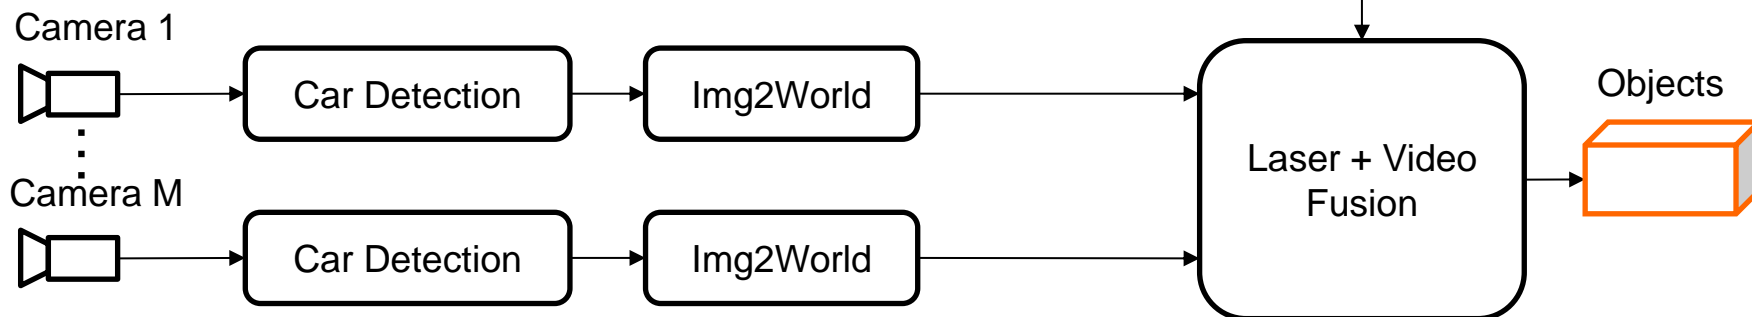 Camera 1
Car Detection
Img2World
Objects
Laser + Video
Fusion
Camera M
Car Detection
Img2World